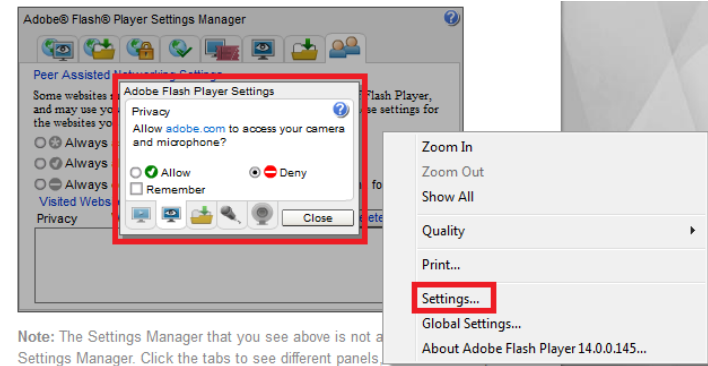 Adobe® Flash® Player Settings Manager
Peer Assisted Networking Settings
Some websites
Flash Player,
and may use yo
se settings for
the websites yo
Always
Always
Always
fo
Visited Webs
Privacy
ete
Adobe Flash Player Settings
Privacy
Allow adobe.com to access your camera
and microphone?
Allow
Deny
Remember
Close
Zoom In
Zoom Out
Show All
Quality
Print...
Settings...
Global Settings...
About Adobe Flash Player 14.0.0.145...
Note: The Settings Manager that you see above is not a
Settings Manager. Click the tabs to see different panels,